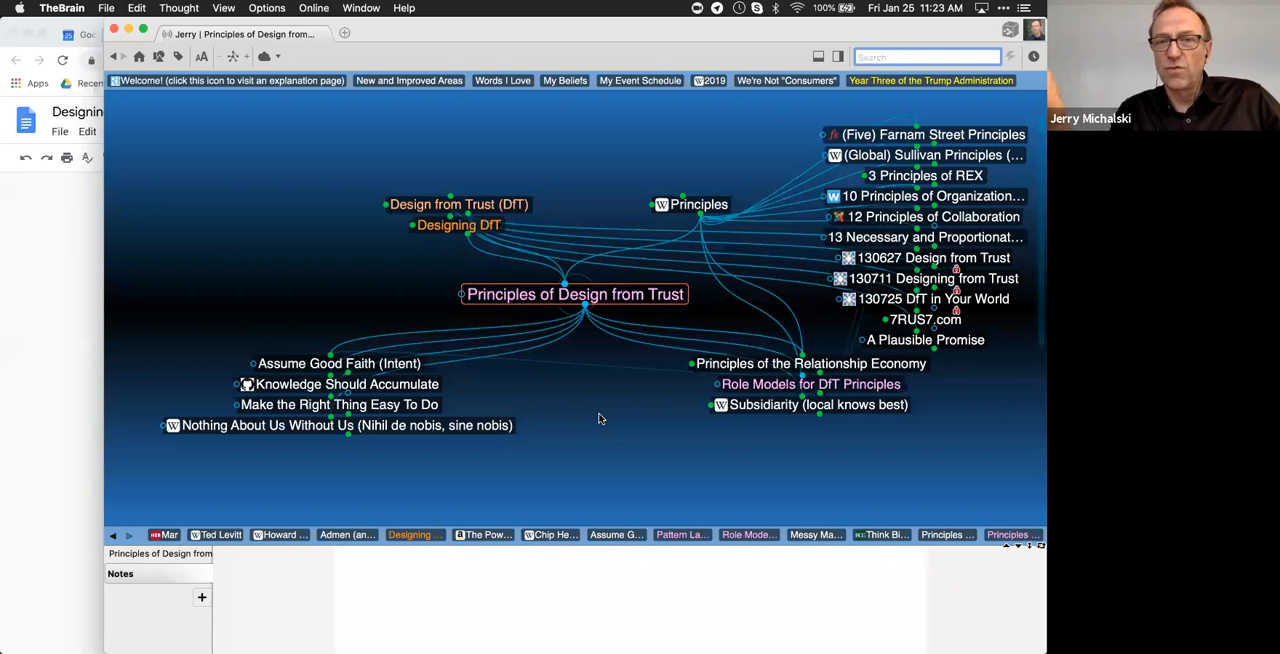 TheBrain File Edit Thought View Options Online Window Help 100% Fri Jan 25 11:23 AM
Goo
Jerry | Principles of Design from...
AA
Search
Apps Recen
Welcome! (click this icon to visit an explanation page) New and Improved Areas Words I Love My Beliefs My Event Schedule 2019 We're Not "Consumers" Year Three of the Trump Administration
Designin
File Edit
Jerry Michalski
(Five) Farnam Street Principles
(Global) Sullivan Principles (...
3 Principles of REX
10 Principles of Organization...
12 Principles of Collaboration
13 Necessary and Proportionat...
130627 Design from Trust
130711 Designing from Trust
130725 DfT in Your World
7RUS7.com
A Plausible Promise
Design from Trust (DfT)
Designing DfT
Principles
Principles of Design from Trust
Assume Good Faith (Intent)
Knowledge Should Accumulate
Make the Right Thing Easy To Do
Nothing About Us Without Us (Nihil de nobis, sine nobis)
Principles of the Relationship Economy
Role Models for DfT Principles
Subsidiarity (local knows best)
Mar Ted Levitt Howard ... Admen (an... Designing ... The Pow... Chip He... Assume G... Pattern La... Role Mode... Messy Ma... Think Bi... Principles ... Principles ...
Principles of Design from
Notes